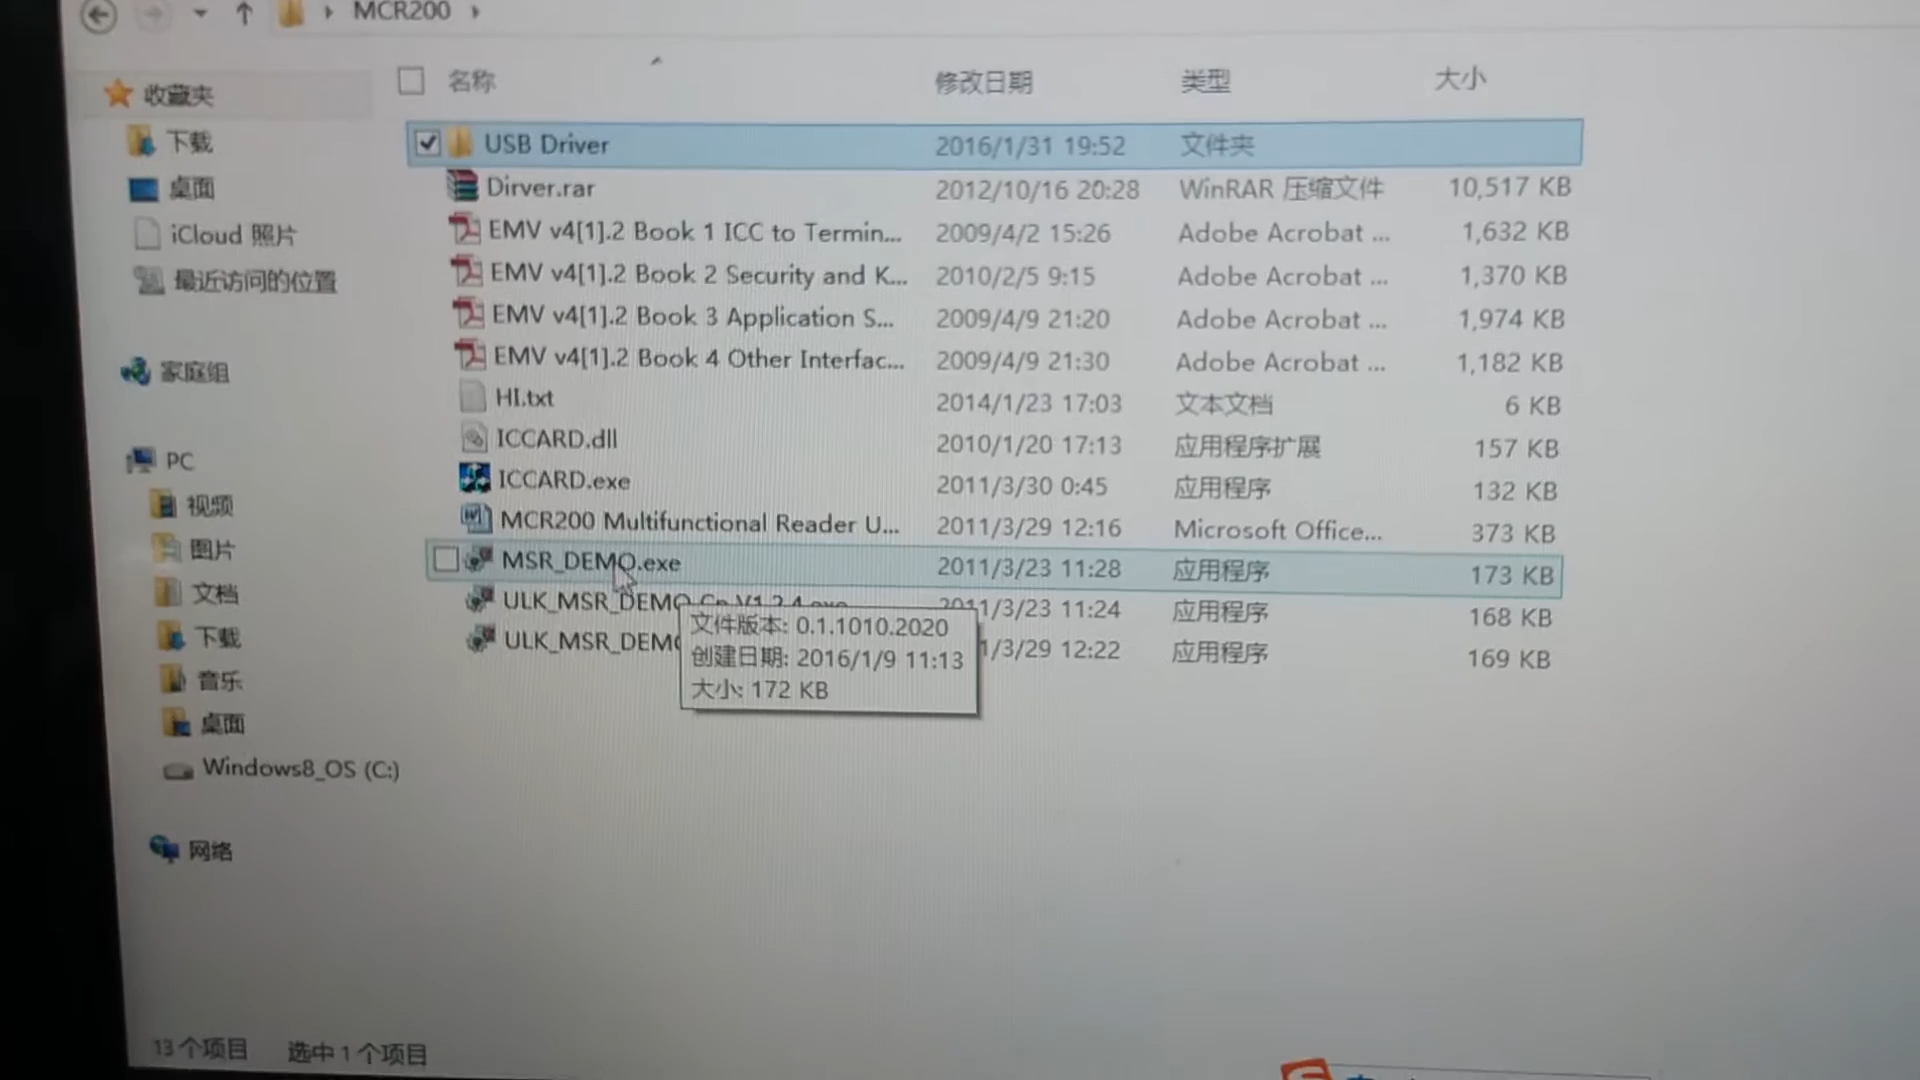 MCR200
名称 修改日期 类型 大小
收藏夹
下载
桌面
iCloud 照片
最近访问的位置
家庭组
PC
视频
图片
文档
下载
音乐
桌面
Windows8_OS (C:)
网络
USB Driver 2016/1/31 19:52 文件夹
Dirver.rar 2012/10/16 20:28 WinRAR 压缩文件 10,517 KB
EMV v4[1].2 Book 1 ICC to Termin... 2009/4/2 15:26 Adobe Acrobat ... 1,632 KB
EMV v4[1].2 Book 2 Security and K... 2010/2/5 9:15 Adobe Acrobat ... 1,370 KB
EMV v4[1].2 Book 3 Application S... 2009/4/9 21:20 Adobe Acrobat ... 1,974 KB
EMV v4[1].2 Book 4 Other Interfac... 2009/4/9 21:30 Adobe Acrobat ... 1,182 KB
HI.txt 2014/1/23 17:03 文本文档 6 KB
ICCARD.dll 2010/1/20 17:13 应用程序扩展 157 KB
ICCARD.exe 2011/3/30 0:45 应用程序 132 KB
MCR200 Multifunctional Reader U... 2011/3/29 12:16 Microsoft Office... 373 KB
MSR_DEMO.exe 2011/3/23 11:28 应用程序 173 KB
ULK_MSR_DEMO 2011/3/23 11:24 应用程序 168 KB
ULK_MSR_DEMO 1/3/29 12:22 应用程序 169 KB
文件版本: 0.1.1010.2020
创建日期: 2016/1/9 11:13
大小: 172 KB
13 个项目 选中 1 个项目